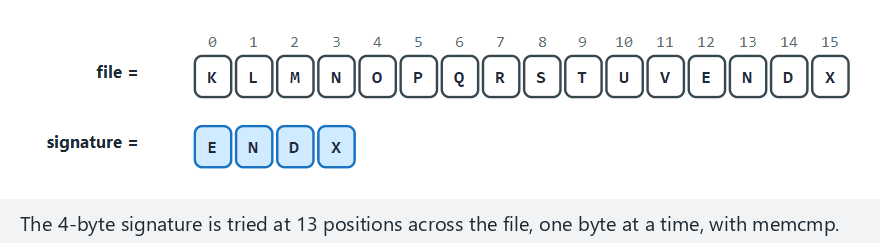 0 1 2 3 4 5 6 7 8 9 10 11 12 13 14 15
file = K L M N O P Q R S T U V E N D X
signature = E N D X
The 4-byte signature is tried at 13 positions across the file, one byte at a time, with memcmp.